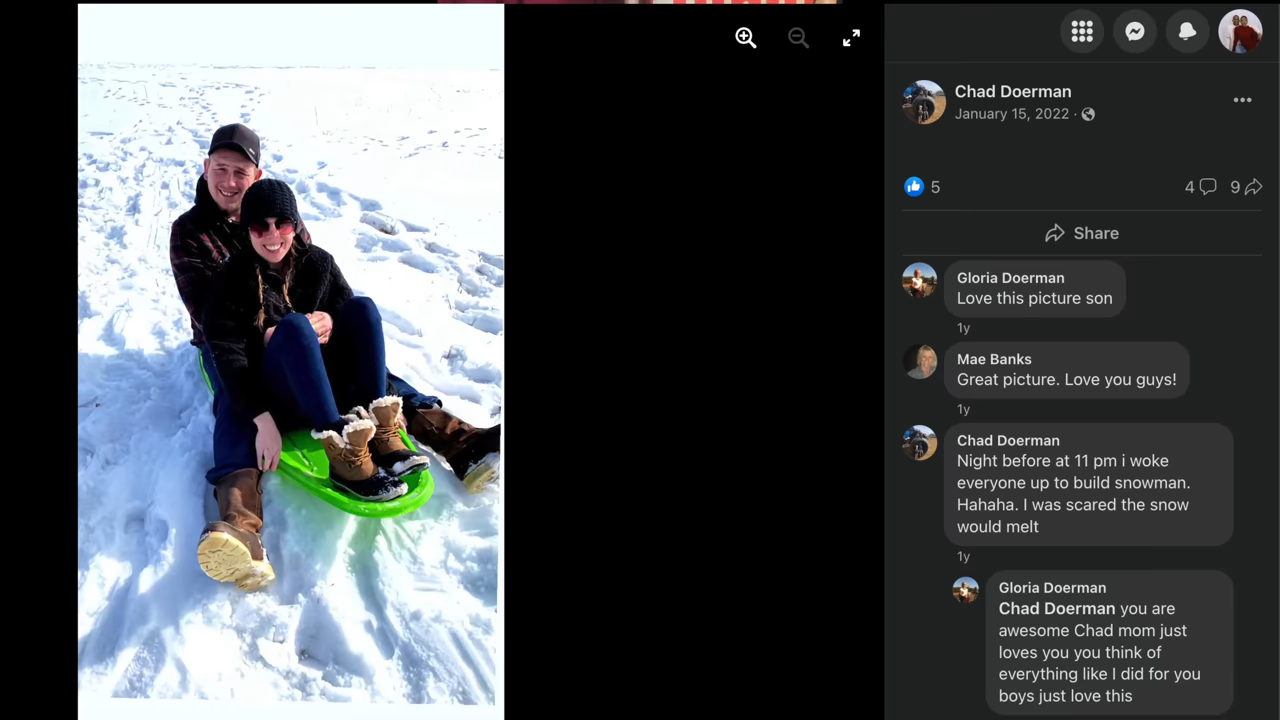 Chad Doerman
January 15, 2022 ·
5
4
9
Share
Gloria Doerman
Love this picture son
1y
Mae Banks
Great picture. Love you guys!
1y
Chad Doerman
Night before at 11 pm i woke
everyone up to build snowman.
Hahaha. I was scared the snow
would melt
1y
Gloria Doerman
Chad Doerman you are
awesome Chad mom just
loves you you think of
everything like I did for you
boys just love this